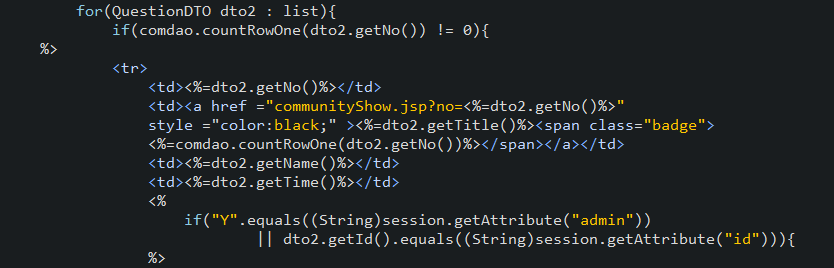 for(QuestionDTO dto2 : list){
if(comdao.countRowOne(dto2.getNo()) != 0){
%>
<tr>
<td><%=dto2.getNo()%></td>
<td><a href ="communityShow.jsp?no=<%=dto2.getNo()%>"
style ="color:black;" ><%=dto2.getTitle()%><span class="badge">
<%=comdao.countRowOne(dto2.getNo())%></span></a></td>
<td><%=dto2.getName()%></td>
<td><%=dto2.getTime()%></td>
<%
if("Y".equals((String)session.getAttribute("admin"))
|| dto2.getId().equals((String)session.getAttribute("id"))){
%>